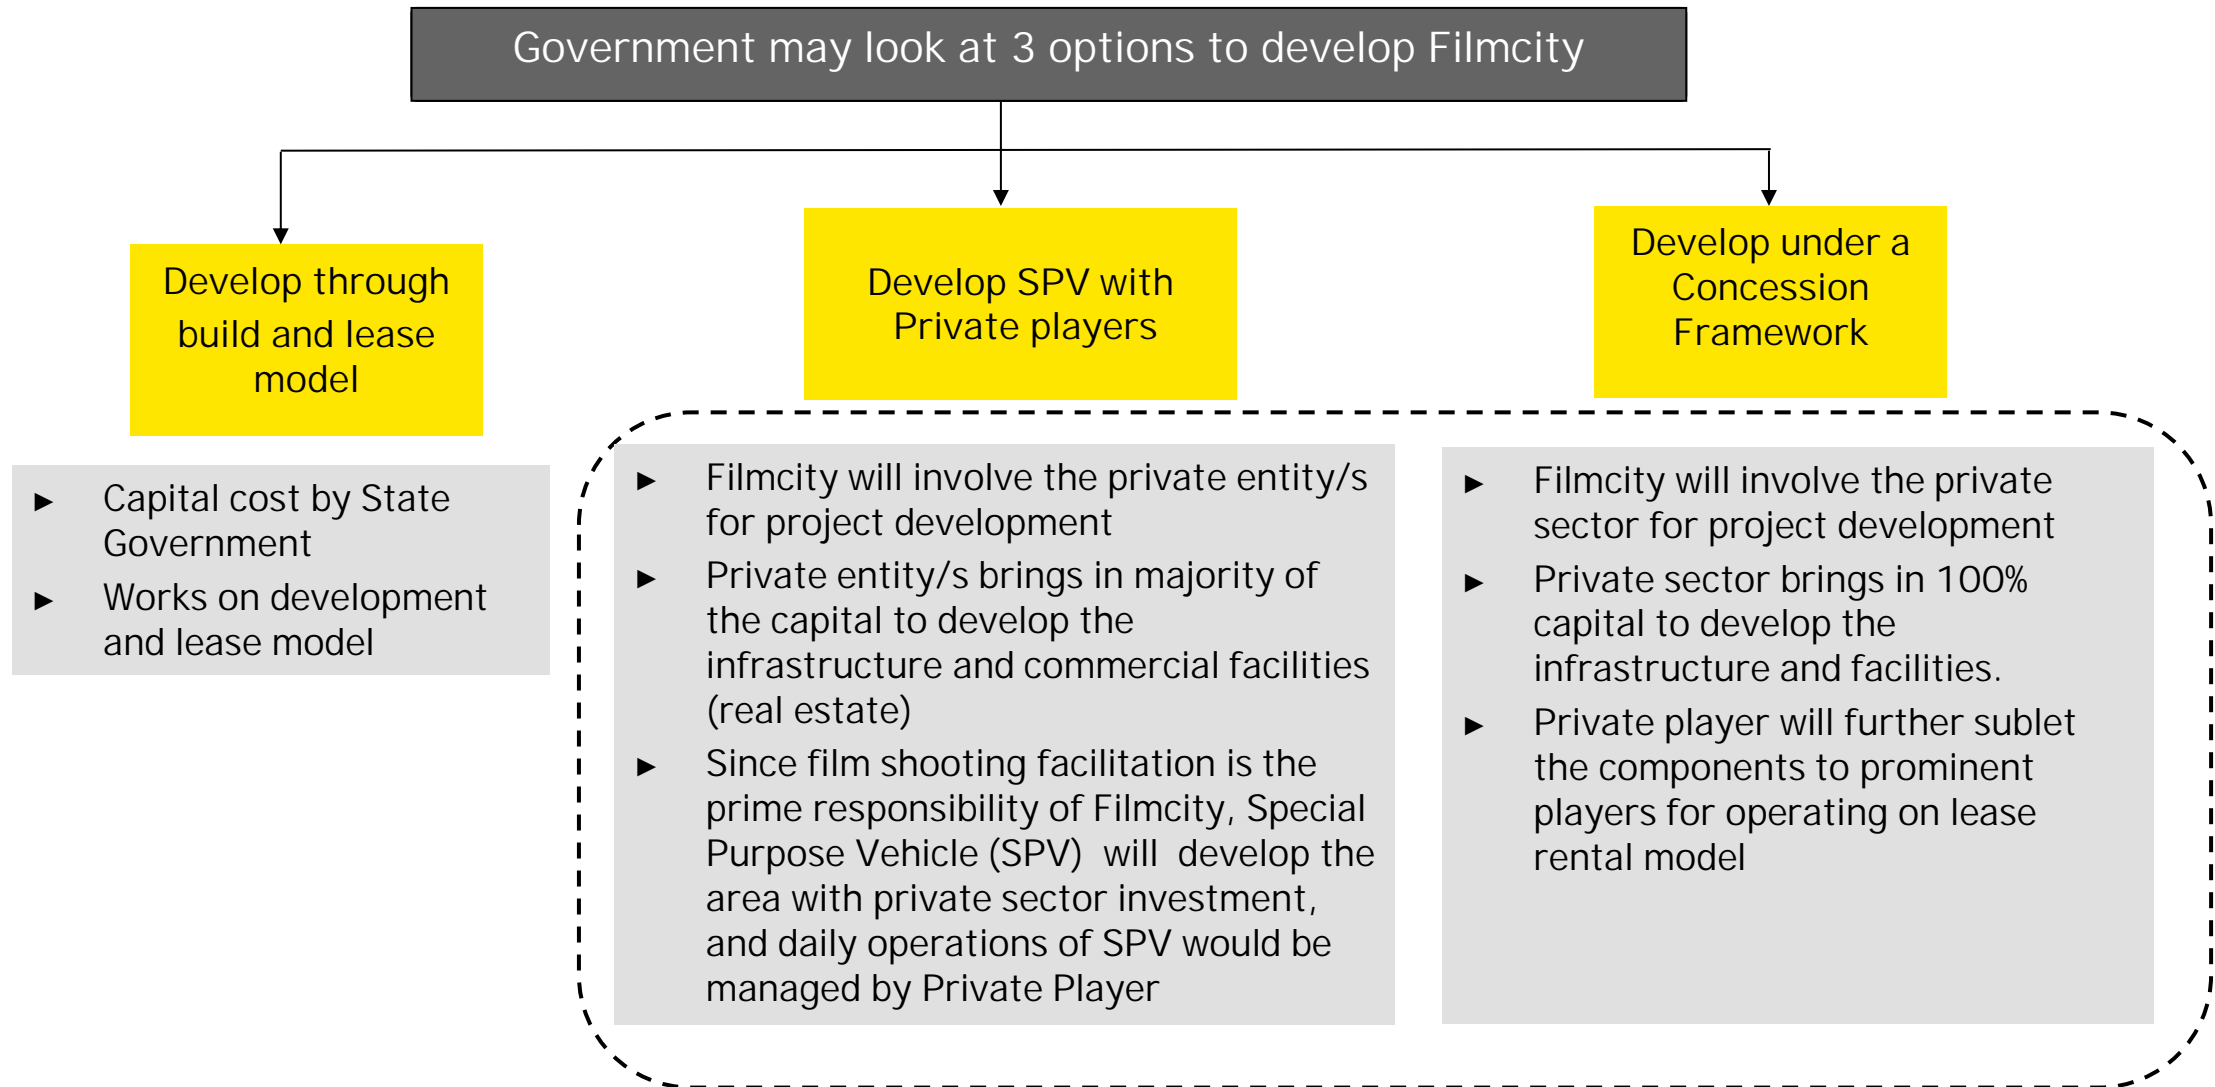 Government may look at 3 options to develop Filmcity
Develop through
build and lease
model
Develop SPV with
Private players
Develop under a
Concession
Framework
► Capital cost by State
Government
► Works on development
and lease model
► Filmcity will involve the private entity/s
for project development
► Private entity/s brings in majority of
the capital to develop the
infrastructure and commercial facilities
(real estate)
► Since film shooting facilitation is the
prime responsibility of Filmcity, Special
Purpose Vehicle (SPV) will develop the
area with private sector investment,
and daily operations of SPV would be
managed by Private Player
► Filmcity will involve the private
sector for project development
► Private sector brings in 100%
capital to develop the
infrastructure and facilities.
► Private player will further sublet
the components to prominent
players for operating on lease
rental model